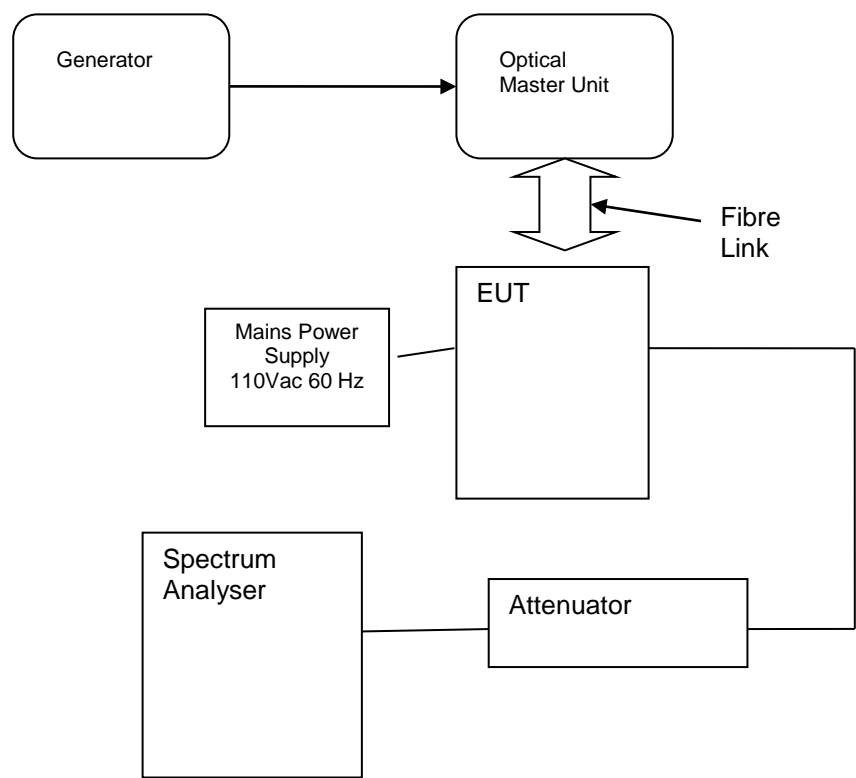 Generator
Optical
Master Unit
Fibre
Link
EUT
Mains Power
Supply
110Vac 60 Hz
Spectrum
Analyser
Attenuator